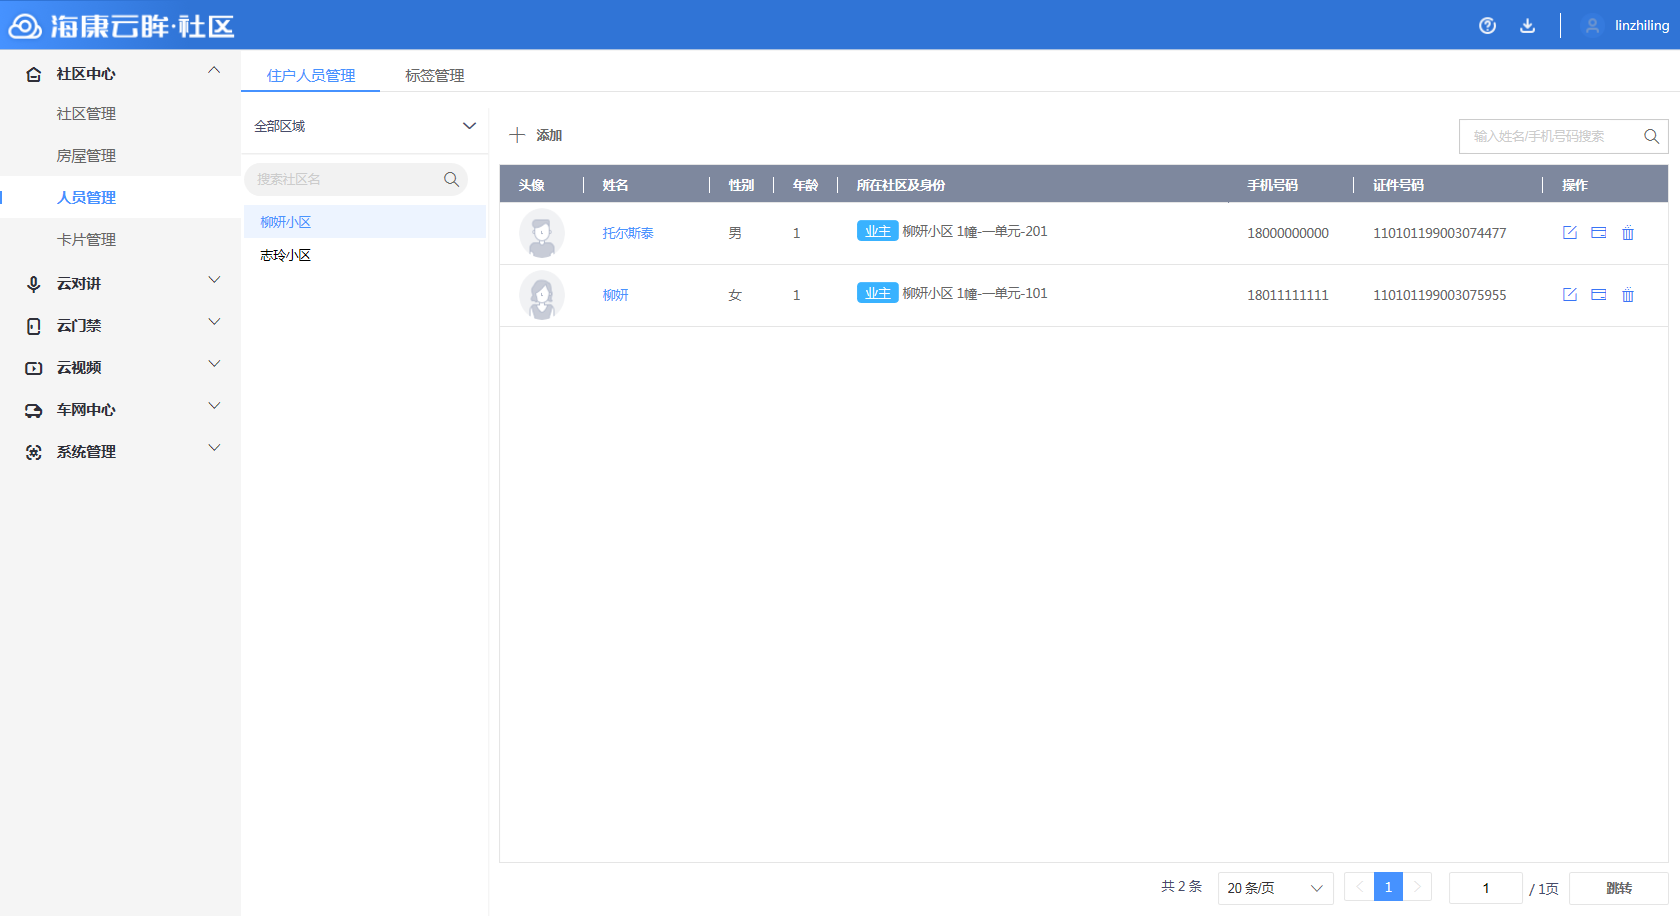 海康云眸·社区
linzhiling
社区中心
社区管理
房屋管理
人员管理
卡片管理
云对讲
云门禁
云视频
车网中心
系统管理
住户人员管理 标签管理
全部区域
搜索社区名
柳妍小区
志玲小区
添加
输入姓名/手机号码搜索
头像 姓名 性别 年龄 所在社区及身份 手机号码 证件号码 操作
托尔斯泰 男 1 业主 柳妍小区 1幢-一单元-201 18000000000 110101199003074477
柳妍 女 1 业主 柳妍小区 1幢-一单元-101 18011111111 110101199003075955
共 2 条 20 条/页 1 1 / 1页 跳转